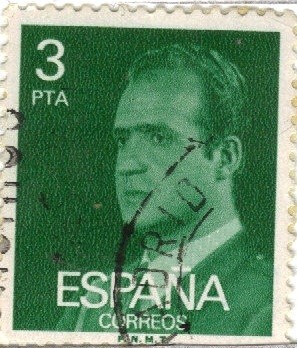 3
PTA
ESPAÑA
CORREOS
F.N.M.T.